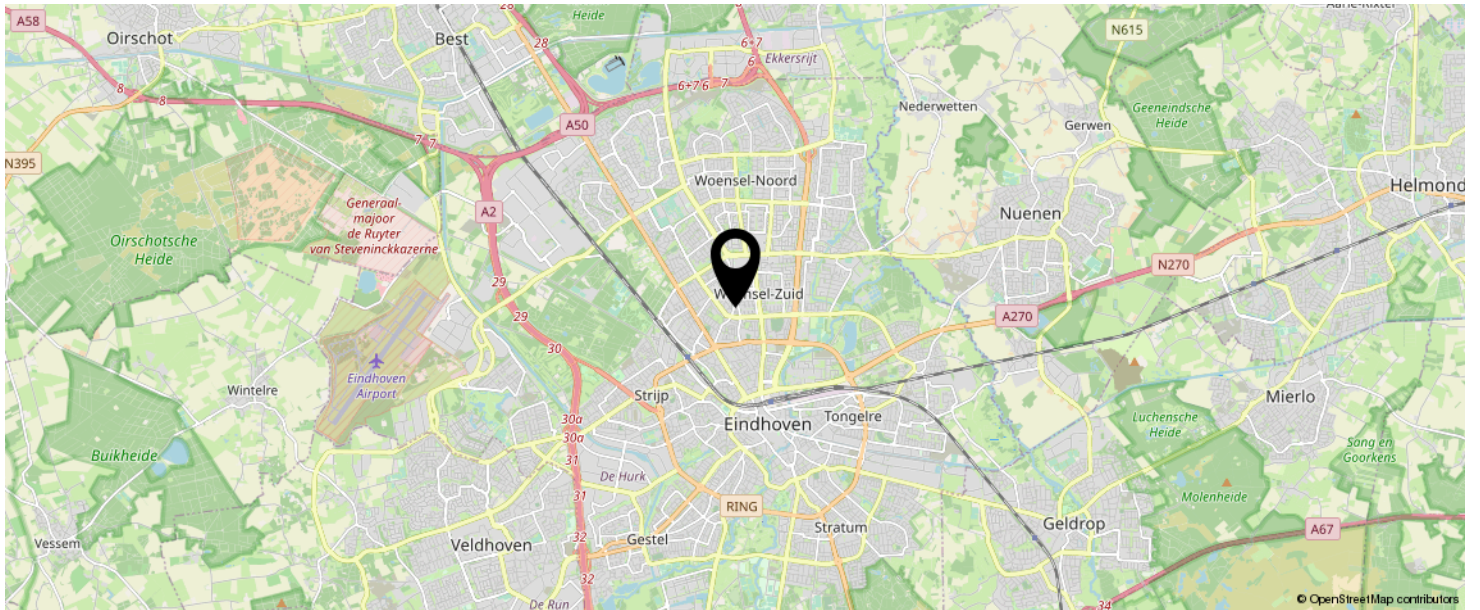 28
Heide
6+7
A58
Aarle-Rixtel
Oirschot
Best
28
N615
6
Ekkersrijt
8
8
6+7
6
7
Geeneindsche
Heide
Nederwetten
A50
Gerwen
7
7
N395
Woensel-Noord
Helmond
Generaal-
majoor
de Ruyter
van Steveninckkazerne
A2
Nuenen
Oirschotsche
Heide
N270
29
Woensel-Zuid
29
A270
30
Eindhoven
Airport
Wintelre
Strijp
Mierlo
30a
Eindhoven
Tongelre
Luchensche
Heide
30a
Buikheide
31
Sang en
Goorkens
De Hurk
31
Molenheide
RING
Stratum
Geldrop
A67
32
Gestel
Vessem
Veldhoven
32
De Run
34
© OpenStreetMap contributors